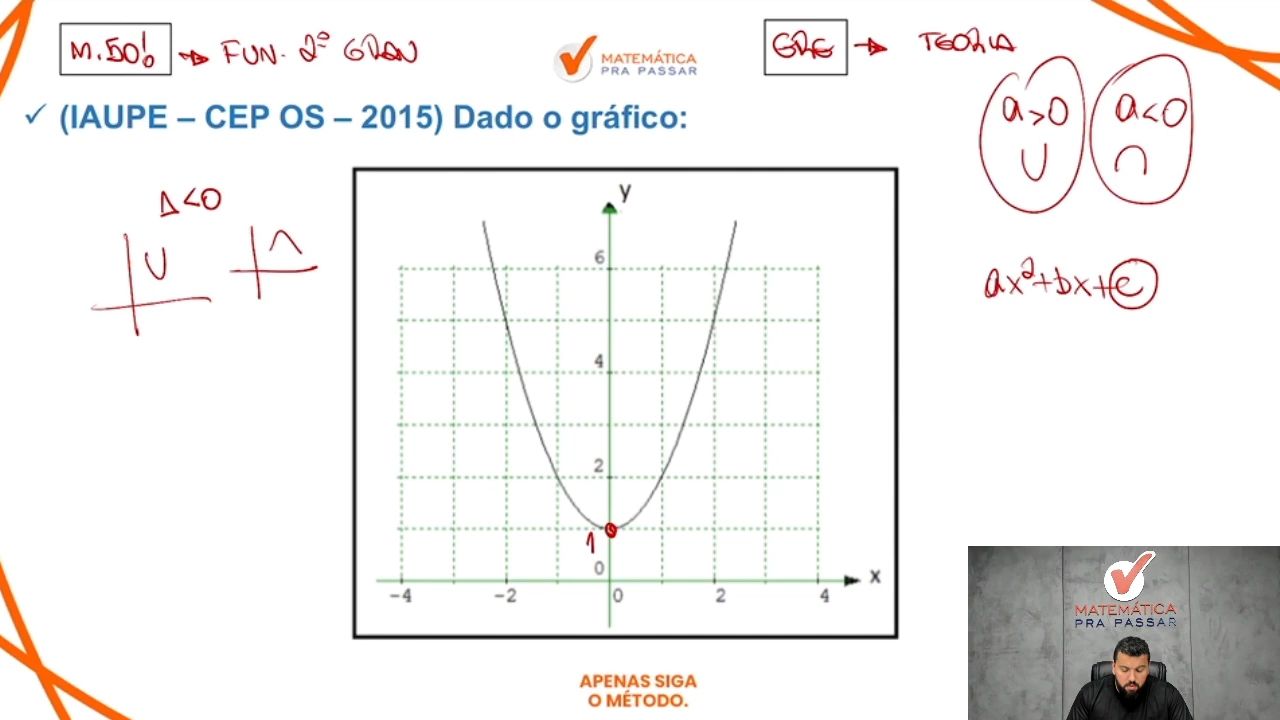 M.50! → FUN. 2º GRAU
MATEMÁTICA
PRA PASSAR
→ TEORIA
✓ (IAUPE – CEP OS – 2015) Dado o gráfico:
a>0
a<0
∪
∩
Δ<0
ax²+bx+c
y
6
4
2
1
0
-4
-2
0
2
4
x
MATEMÁTICA
PRA PASSAR
APENAS SIGA
O MÉTODO.